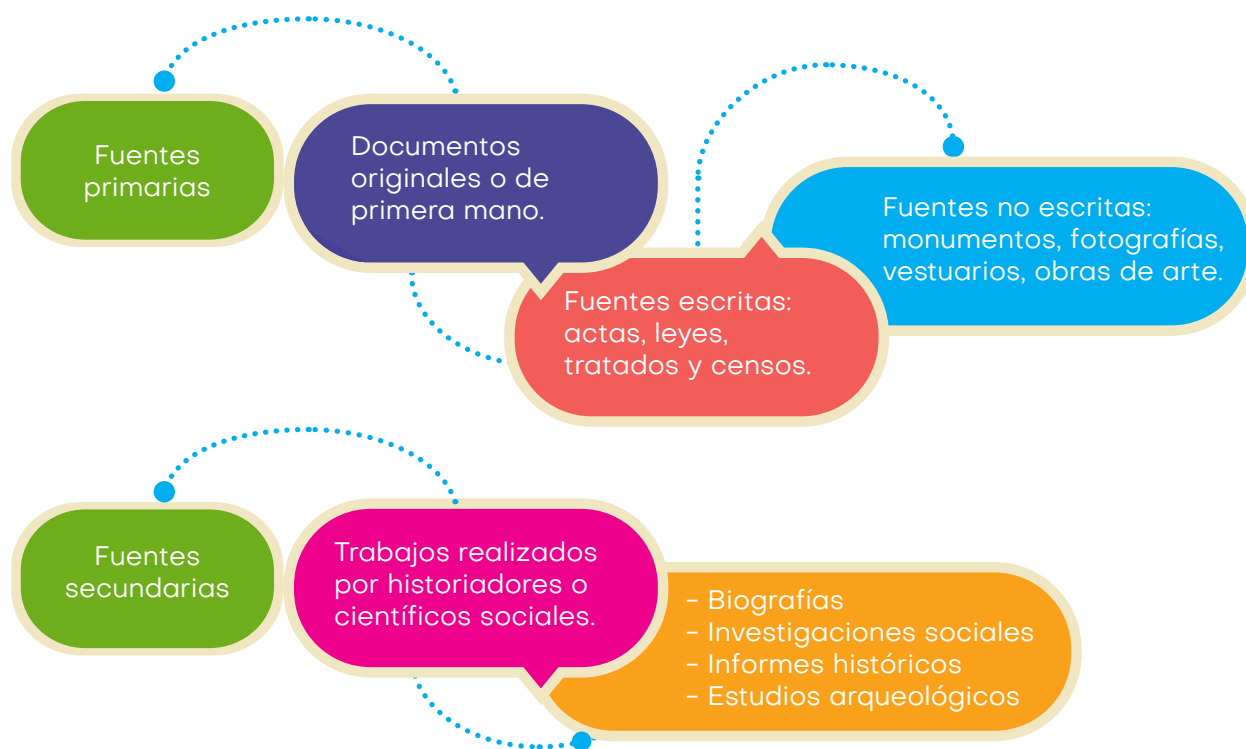 Fuentes
primarias
Documentos
originales o de
primera mano.
Fuentes escritas:
actas, leyes,
tratados y censos.
Fuentes no escritas:
monumentos, fotografías,
vestuarios, obras de arte.
Fuentes
secundarias
Trabajos realizados
por historiadores o
científicos sociales.
- Biografías
- Investigaciones sociales
- Informes históricos
- Estudios arqueológicos